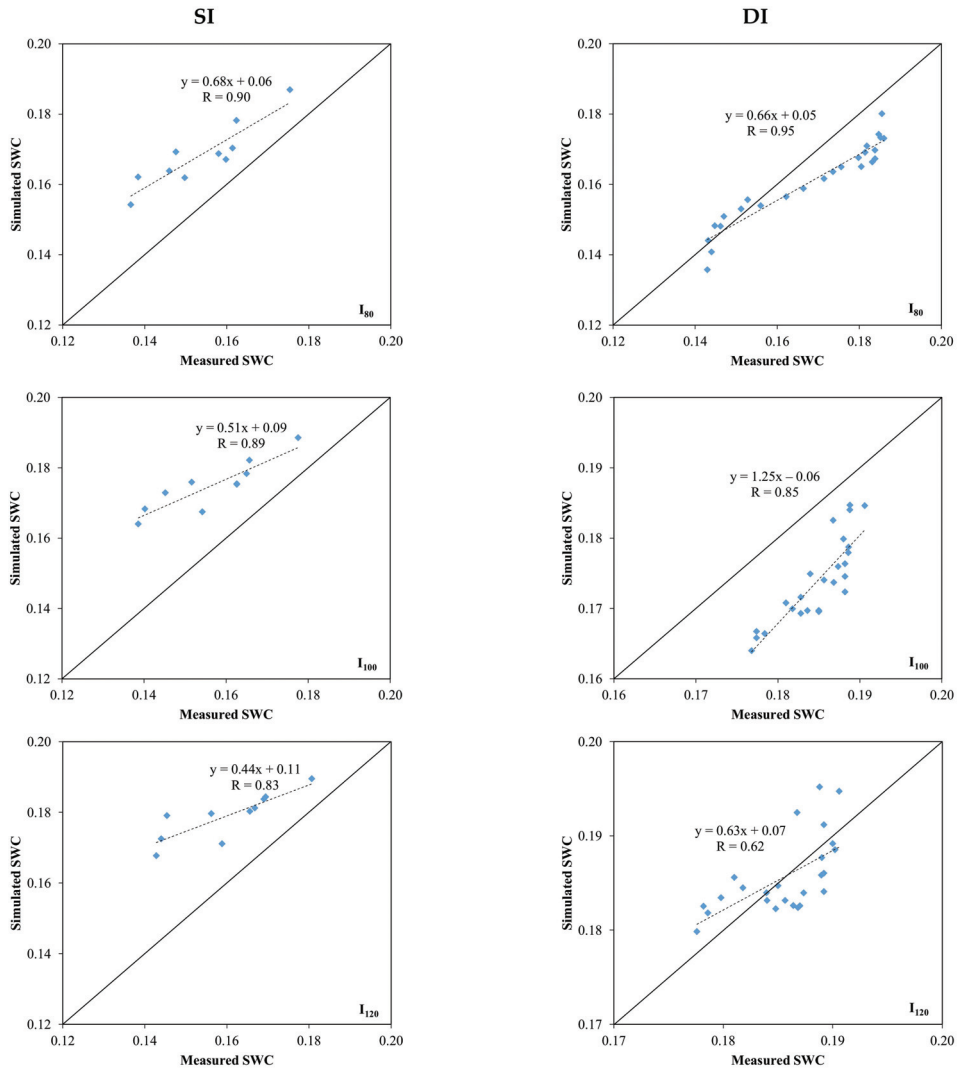 SI
DI
0.20
0.18
0.16
0.14
0.12
Simulated SWC
y = 0.68x + 0.06
R = 0.90
I80
0.12 0.14 0.16 0.18 0.20
Measured SWC
0.20
0.18
0.16
0.14
0.12
Simulated SWC
y = 0.66x + 0.05
R = 0.95
I80
0.12 0.14 0.16 0.18 0.20
Measured SWC
0.20
0.18
0.16
0.14
0.12
Simulated SWC
y = 0.51x + 0.09
R = 0.89
I100
0.12 0.14 0.16 0.18 0.20
Measured SWC
0.20
0.19
0.18
0.17
0.16
Simulated SWC
y = 1.25x – 0.06
R = 0.85
I100
0.16 0.17 0.18 0.19 0.20
Measured SWC
0.20
0.18
0.16
0.14
0.12
Simulated SWC
y = 0.44x + 0.11
R = 0.83
I120
0.12 0.14 0.16 0.18 0.20
Measured SWC
0.20
0.19
0.18
0.17
Simulated SWC
y = 0.63x + 0.07
R = 0.62
I120
0.17 0.18 0.19 0.20
Measured SWC